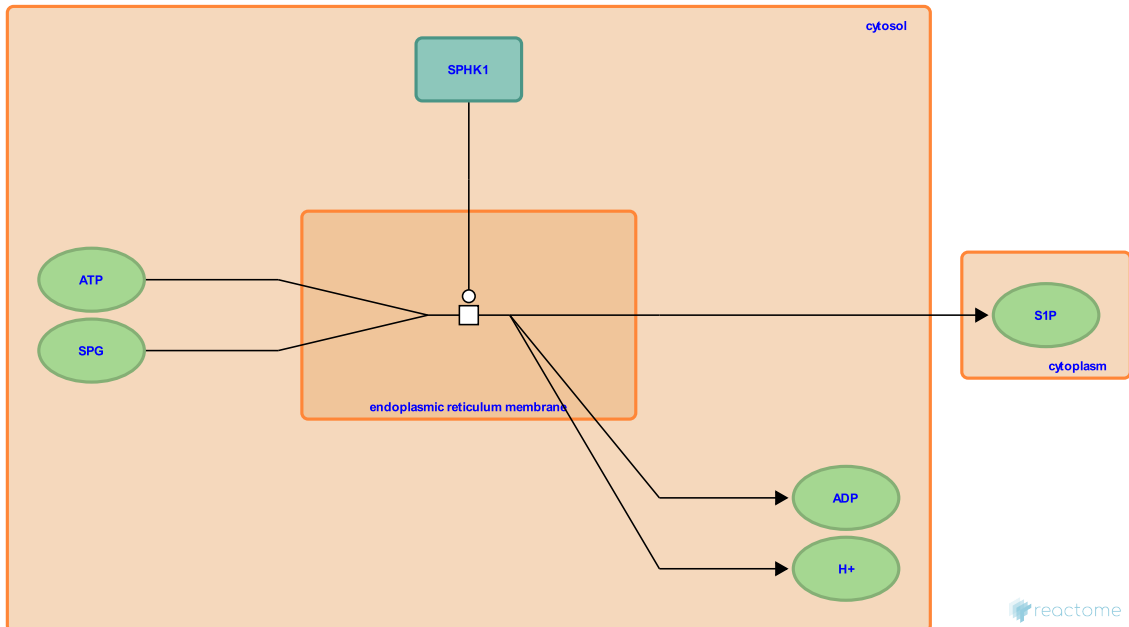 cytosol
SPHK1
ATP
SPG
S1P
cytoplasm
endoplasmic reticulum membrane
ADP
H+
reactome